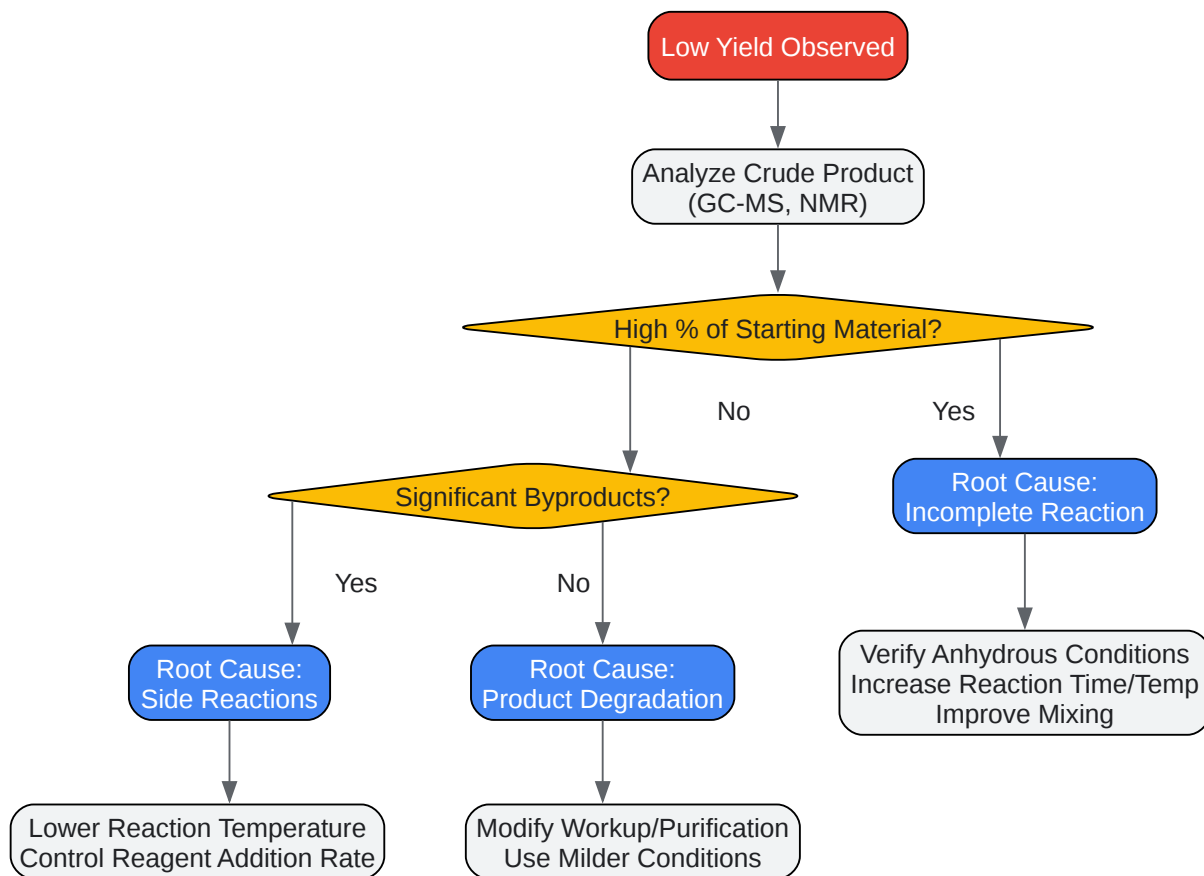 Low Yield Observed
Analyze Crude Product
(GC-MS, NMR)
High % of Starting Material?
No
Yes
Significant Byproducts?
Root Cause:
Incomplete Reaction
Yes
No
Root Cause:
Side Reactions
Root Cause:
Product Degradation
Verify Anhydrous Conditions
Increase Reaction Time/Temp
Improve Mixing
Lower Reaction Temperature
Control Reagent Addition Rate
Modify Workup/Purification
Use Milder Conditions